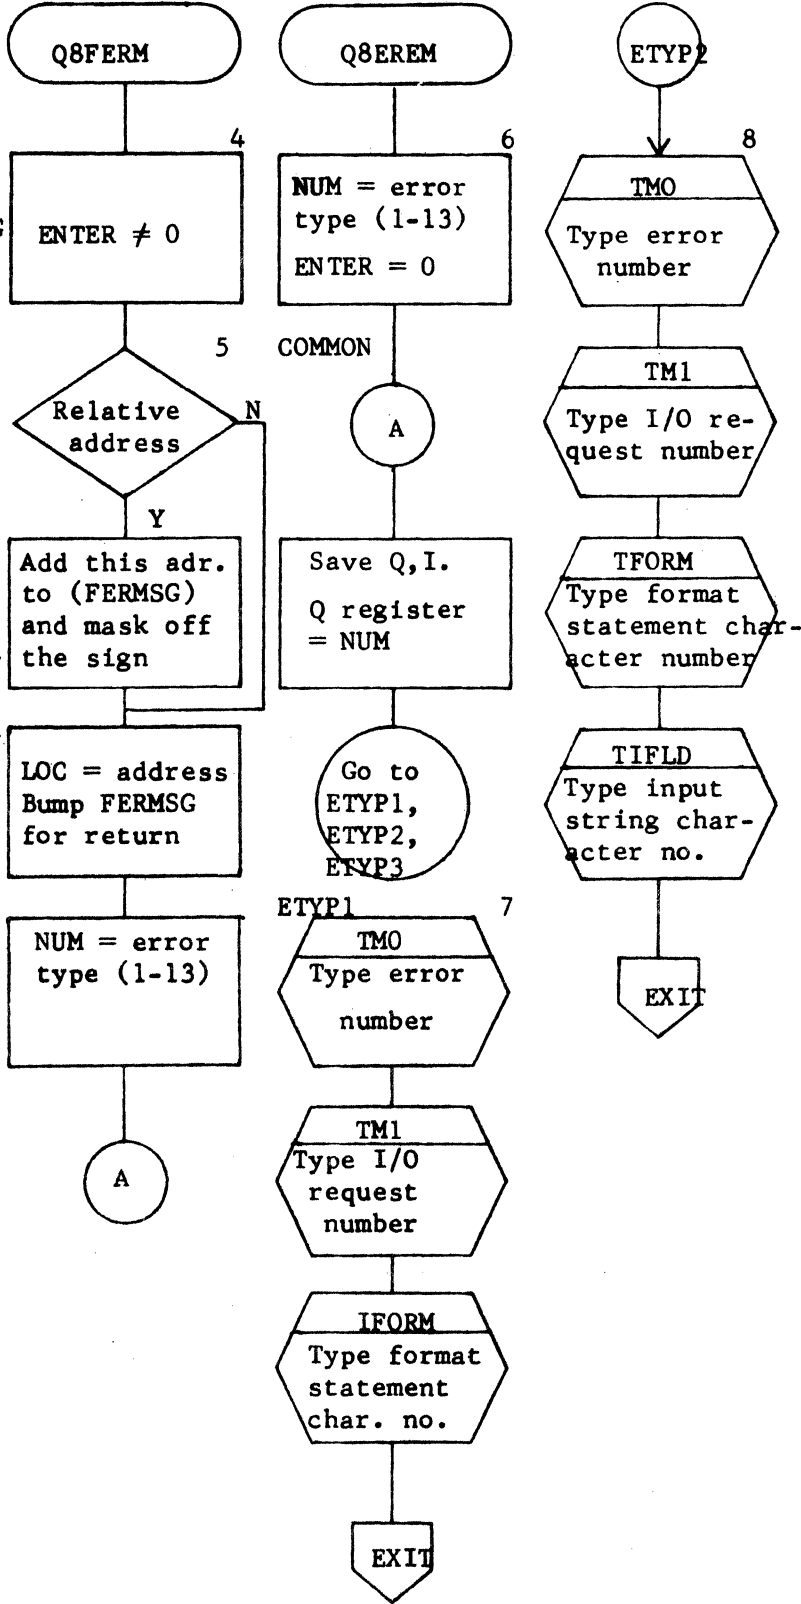 Q8FERM
4
ENTER ≠ 0
5
Relative
address
N
Y
Add this adr.
to (FERMSG)
and mask off
the sign
LOC = address
Bump FERMSG
for return
NUM = error
type (1-13)
A
Q8EREM
6
NUM = error
type (1-13)
ENTER = 0
COMMON
A
Save Q,I.
Q register
= NUM
Go to
ETYP1,
ETYP2,
ETYP3
ETYP1
7
TMO
Type error
number
TM1
Type I/O
request
number
IFORM
Type format
statement
char. no.
EXIT
ETYP2
8
TMO
Type error
number
TM1
Type I/O re-
quest number
TFORM
Type format
statement char-
acter number
TIFLD
Type input
string char-
acter no.
EXIT